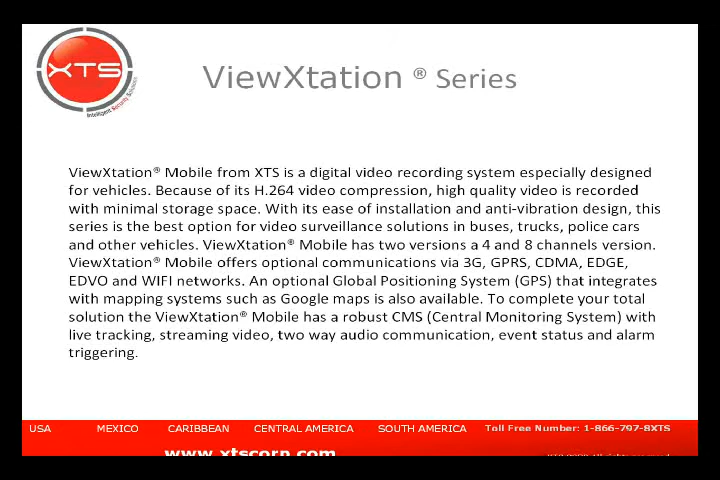 XTS
Intelligent Security Solutions
ViewXtation ® Series
ViewXtation® Mobile from XTS is a digital video recording system especially designed
for vehicles. Because of its H.264 video compression, high quality video is recorded
with minimal storage space. With its ease of installation and anti-vibration design, this
series is the best option for video surveillance solutions in buses, trucks, police cars
and other vehicles. ViewXtation® Mobile has two versions a 4 and 8 channels version.
ViewXtation® Mobile offers optional communications via 3G, GPRS, CDMA, EDGE,
EDVO and WIFI networks. An optional Global Positioning System (GPS) that integrates
with mapping systems such as Google maps is also available. To complete your total
solution the ViewXtation® Mobile has a robust CMS (Central Monitoring System) with
live tracking, streaming video, two way audio communication, event status and alarm
triggering.
USA MEXICO CARIBBEAN CENTRAL AMERICA SOUTH AMERICA Toll Free Number: 1-866-797-8XTS
www.xtscorp.com